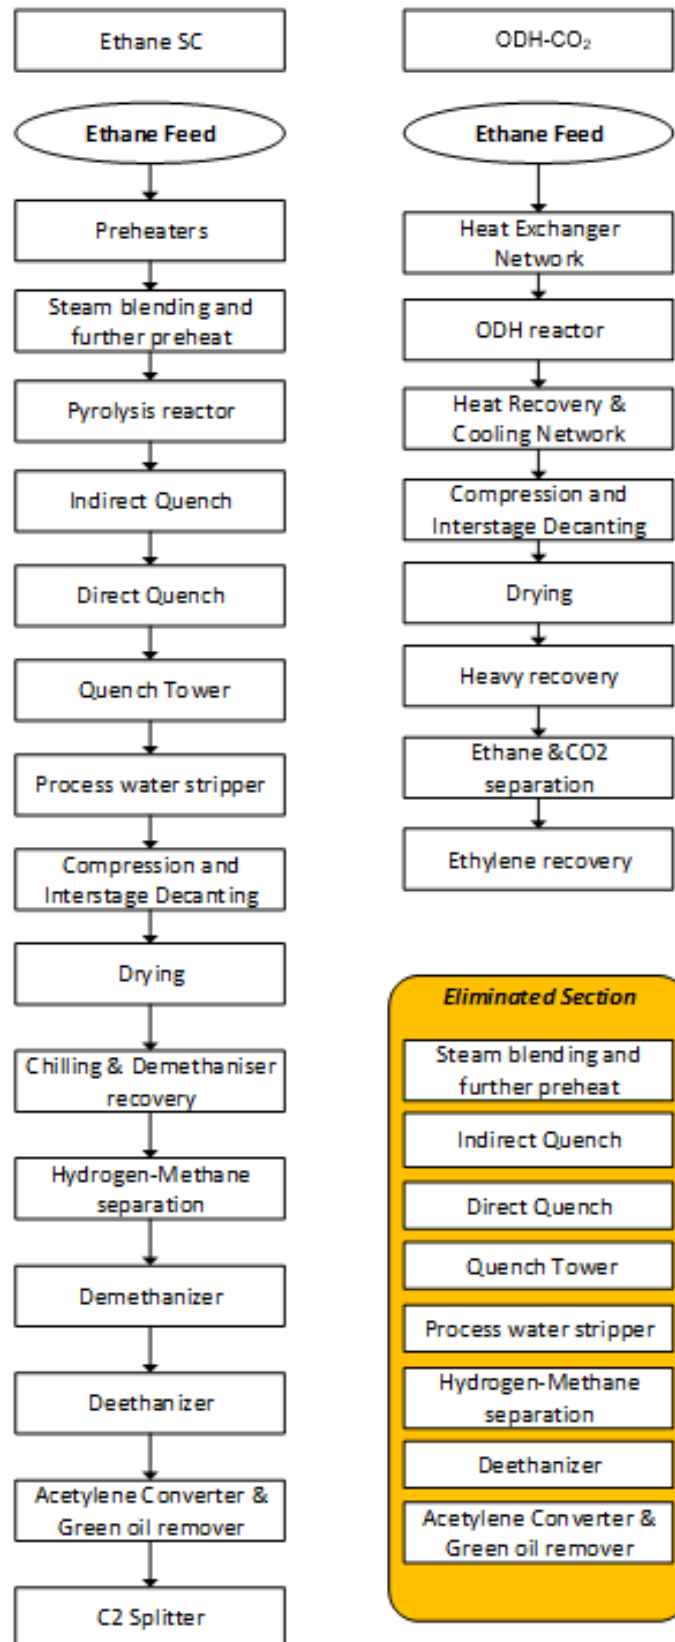 Ethane SC
Ethane Feed
Preheaters
Steam blending and
further preheat
Pyrolysis reactor
Indirect Quench
Direct Quench
Quench Tower
Process water stripper
Compression and
Interstage Decanting
Drying
Chilling & Demethaniser
recovery
Hydrogen-Methane
separation
Demethanizer
Deethanizer
Acetylene Converter &
Green oil remover
C2 Splitter
ODH-CO₂
Ethane Feed
Heat Exchanger
Network
ODH reactor
Heat Recovery &
Cooling Network
Compression and
Interstage Decanting
Drying
Heavy recovery
Ethane &CO2
separation
Ethylene recovery
Eliminated Section
Steam blending and
further preheat
Indirect Quench
Direct Quench
Quench Tower
Process water stripper
Hydrogen-Methane
separation
Deethanizer
Acetylene Converter &
Green oil remover